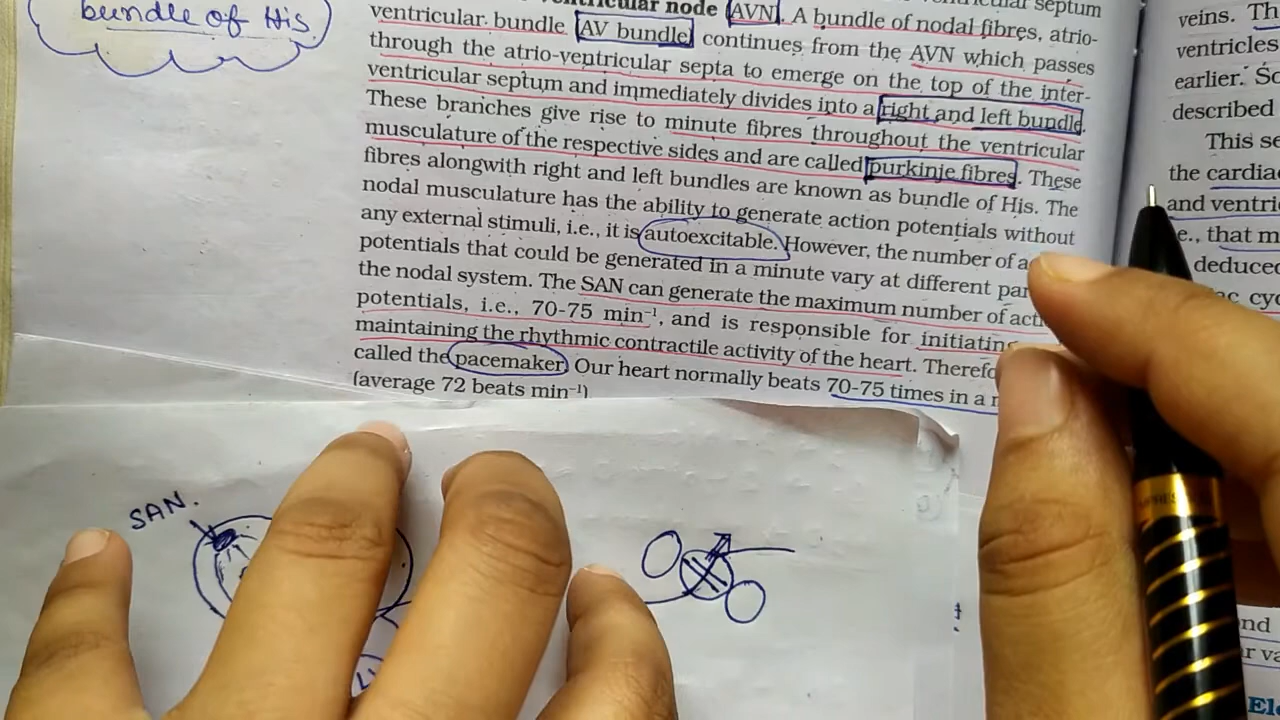 bundle of His
ventricular node (AVN). A bundle of nodal fibres, atrio-
ventricular bundle (AV bundle) continues from the AVN which passes
through the atrio-ventricular septa to emerge on the top of the inter-
ventricular septum and immediately divides into a right and left bundle.
These branches give rise to minute fibres throughout the ventricular
musculature of the respective sides and are called purkinje fibres. These
fibres alongwith right and left bundles are known as bundle of His. The
nodal musculature has the ability to generate action potentials without
any external stimuli, i.e., it is autoexcitable. However, the number of
potentials that could be generated in a minute vary at different
the nodal system. The SAN can generate the maximum number of
potentials, i.e., 70-75 min⁻¹, and is responsible for initiating
maintaining the rhythmic contractile activity of the heart.
called the pacemaker. Our heart normally beats 70-75 times in a
(average 72 beats min⁻¹)
SAN.
veins.
ventricles
earlier.
described
This
the
and
that
deduced